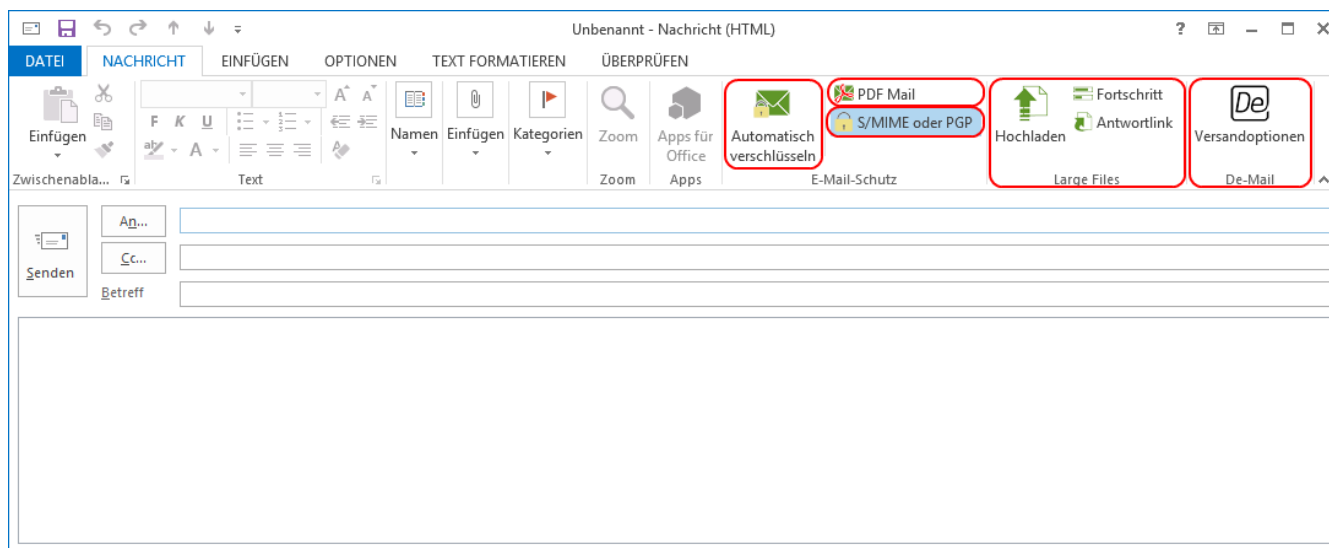 Unbenannt - Nachricht (HTML) ?
DATEI NACHRICHT EINFÜGEN OPTIONEN TEXT FORMATIEREN ÜBERPRÜFEN
Einfügen
F K U
aby A
A A
Namen Einfügen Kategorien
Zoom
Apps für
Office
Automatisch
verschlüsseln
PDF Mail
S/MIME oder PGP
Hochladen
Fortschritt
Antwortlink
De
Versandoptionen
Zwischenabla... Text Zoom Apps E-Mail-Schutz Large Files De-Mail
Senden
An...
Cc...
Betreff